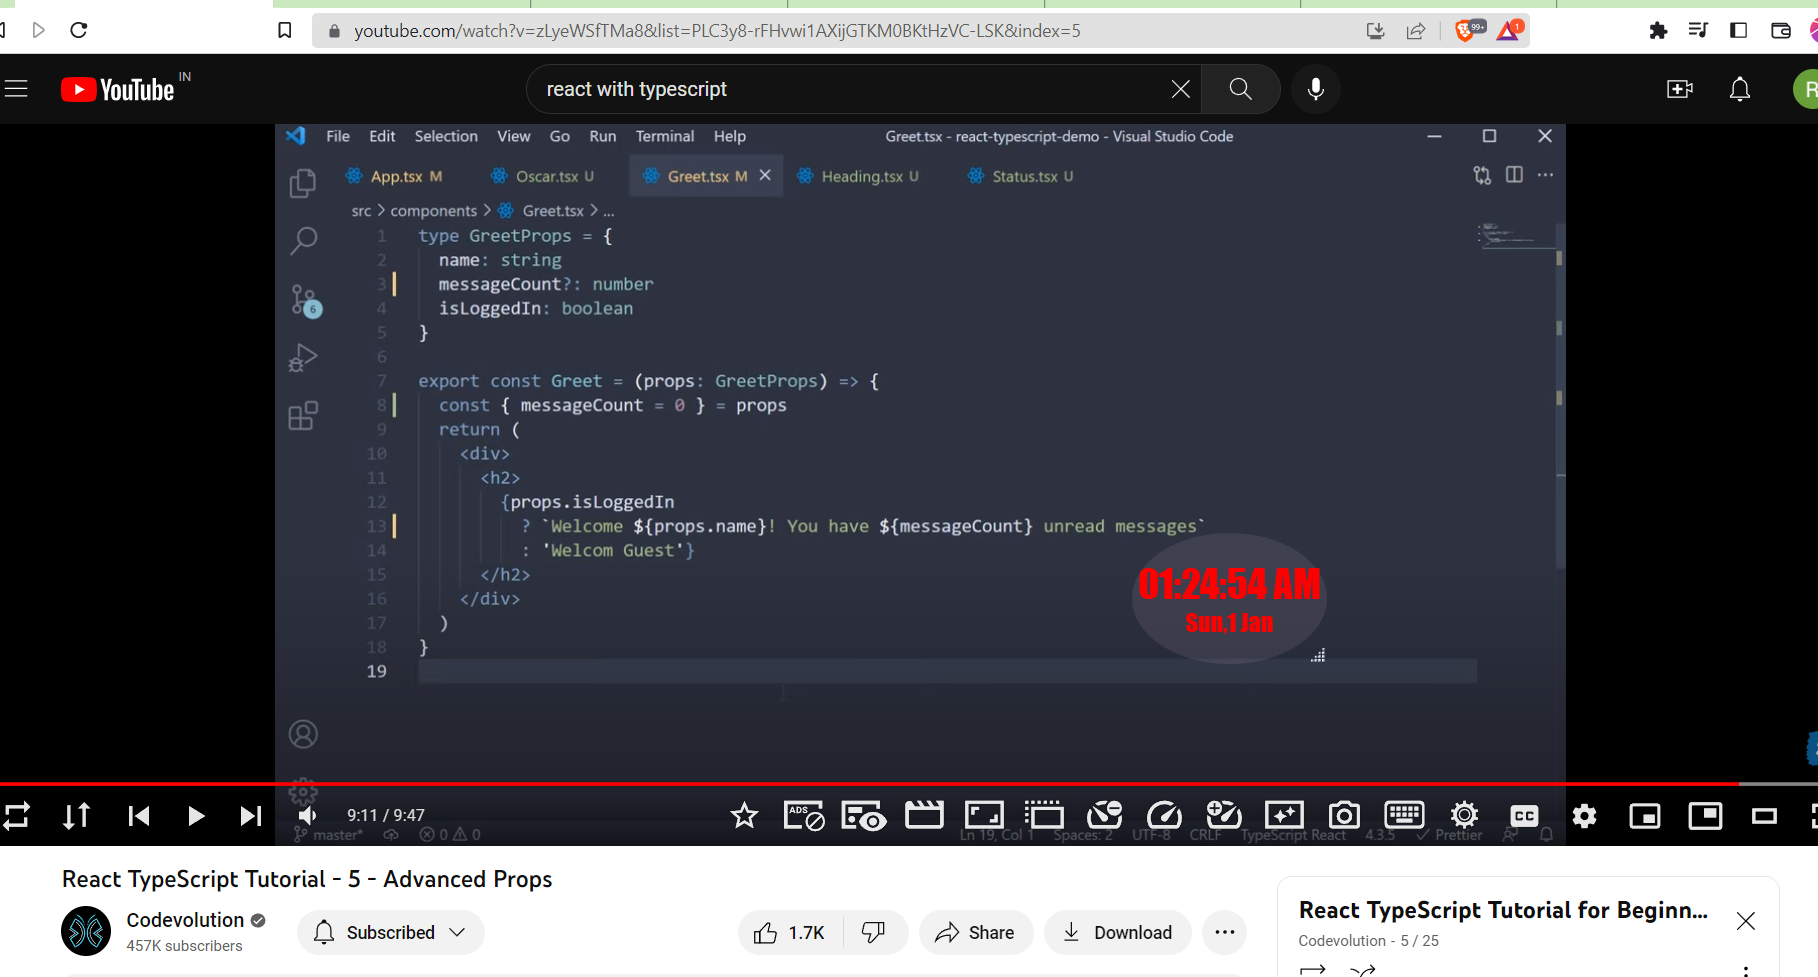 youtube.com/watch?v=zLyeWSfTMa8&list=PLC3y8-rFHvwi1AXijGTKM0BKtHzVC-LSK&index=5
99+
1
YouTube IN
react with typescript
R
File Edit Selection View Go Run Terminal Help
Greet.tsx - react-typescript-demo - Visual Studio Code
App.tsx M Oscar.tsx U Greet.tsx M Heading.tsx U Status.tsx U
src > components > Greet.tsx > ...
1 type GreetProps = {
2 name: string
3 messageCount?: number
6
4 isLoggedIn: boolean
5 }
6
7 export const Greet = (props: GreetProps) => {
8 const { messageCount = 0 } = props
9 return (
10 <div>
11 <h2>
12 {props.isLoggedIn
13 ? `Welcome ${props.name}! You have ${messageCount} unread messages`
14 : 'Welcom Guest'}
15 </h2>
16 </div>
17 )
18 }
19
01:24:54 AM
Sun,1 Jan
9:11 / 9:47
ADS
CC
master* 0 0 Ln 19, Col 1 Spaces: 2 UTF-8 CRLF TypeScript React 4.3.5 Prettier
React TypeScript Tutorial - 5 - Advanced Props
Codevolution
457K subscribers
Subscribed
1.7K
Share
Download
React TypeScript Tutorial for Beginn...
Codevolution - 5 / 25